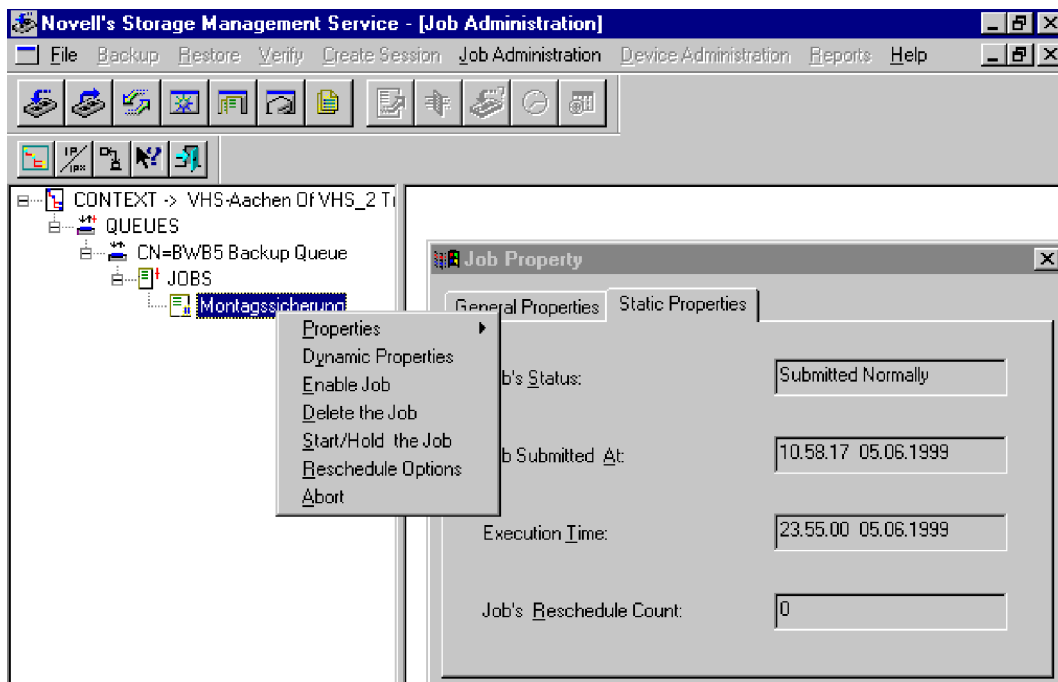 Novell's Storage Management Service - [Job Administration]
File Backup Restore Verify Create Session Job Administration Device Administration Reports Help
IP/ipx
CONTEXT -> VHS-Aachen Of VHS_2
QUEUES
CN=BWB5 Backup Queue
JOBS
Montagssicherung
Properties
Dynamic Properties
Enable Job
Delete the Job
Start/Hold the Job
Reschedule Options
Abort
Job Property
General Properties Static Properties
b's Status: Submitted Normally
b Submitted At: 10.58.17 05.06.1999
Execution Time: 23.55.00 05.06.1999
Job's Reschedule Count: 0